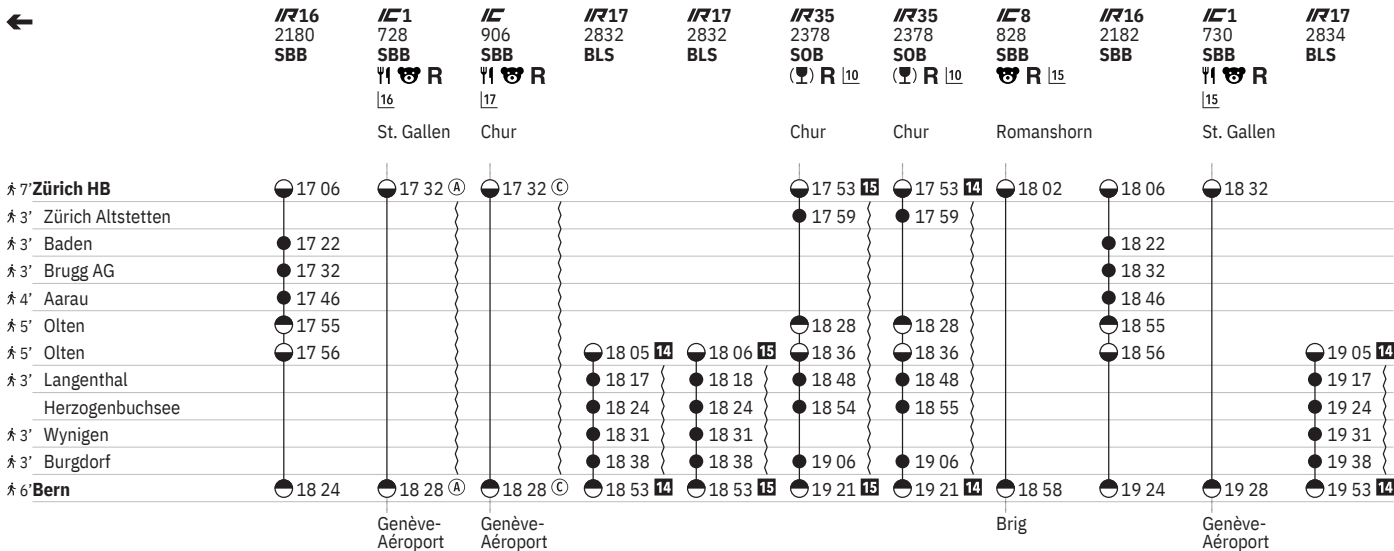 IR16 IC1 IC IR17 IR17 IR35 IR35 IC8 IR16 IC1 IR17
2180 728 906 2832 2832 2378 2378 828 2182 730 2834
SBB SBB SBB BLS BLS SOB SOB SBB SBB SBB BLS
R R R 10 R 10 R 15 R
16 17 15
St. Gallen Chur Chur Chur Romanshorn St. Gallen
7’ Zürich HB 17 06 17 32 A 17 32 C 17 53 15 17 53 14 18 02 18 06 18 32
3’ Zürich Altstetten 17 59 17 59
3’ Baden 17 22 18 22
3’ Brugg AG 17 32 18 32
4’ Aarau 17 46 18 46
5’ Olten 17 55 18 28 18 28 18 55
5’ Olten 17 56 18 05 14 18 06 15 18 36 18 36 18 56 19 05 14
3’ Langenthal 18 17 18 18 18 48 18 48 19 17
Herzogenbuchsee 18 24 18 24 18 54 18 55 19 24
3’ Wynigen 18 31 18 31 19 31
3’ Burgdorf 18 38 18 38 19 06 19 06 19 38
6’ Bern 18 24 18 28 A 18 28 C 18 53 14 18 53 15 19 21 15 19 21 14 18 58 19 24 19 28 19 53 14
Genève- Genève- Brig Genève-
Aéroport Aéroport Aéroport